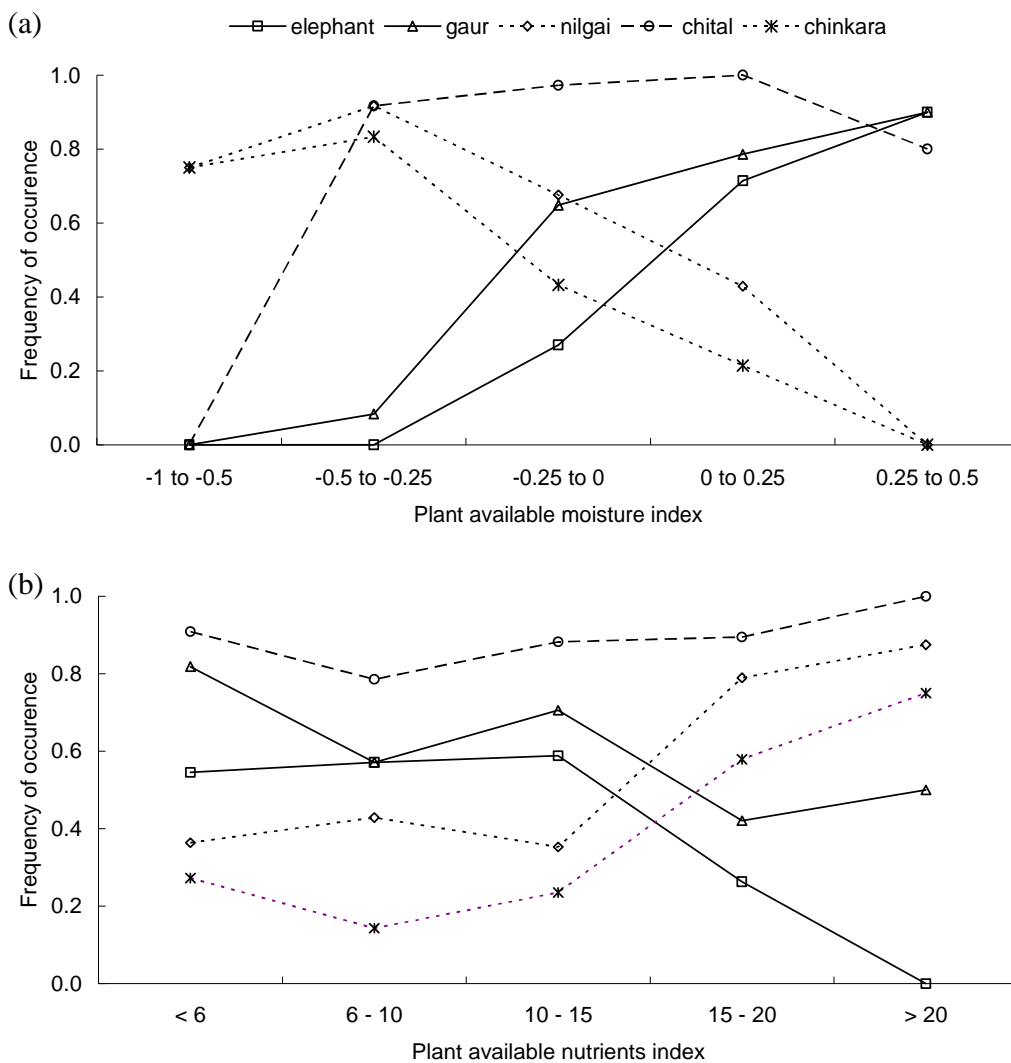 (a)
elephant gaur nilgai chital chinkara
1.0
0.8
0.6
0.4
0.2
0.0
Frequency of occurence
-1 to -0.5 -0.5 to -0.25 -0.25 to 0 0 to 0.25 0.25 to 0.5
Plant available moisture index
(b)
1.0
0.8
0.6
0.4
0.2
0.0
Frequency of occurence
< 6 6 - 10 10 - 15 15 - 20 > 20
Plant available nutrients index